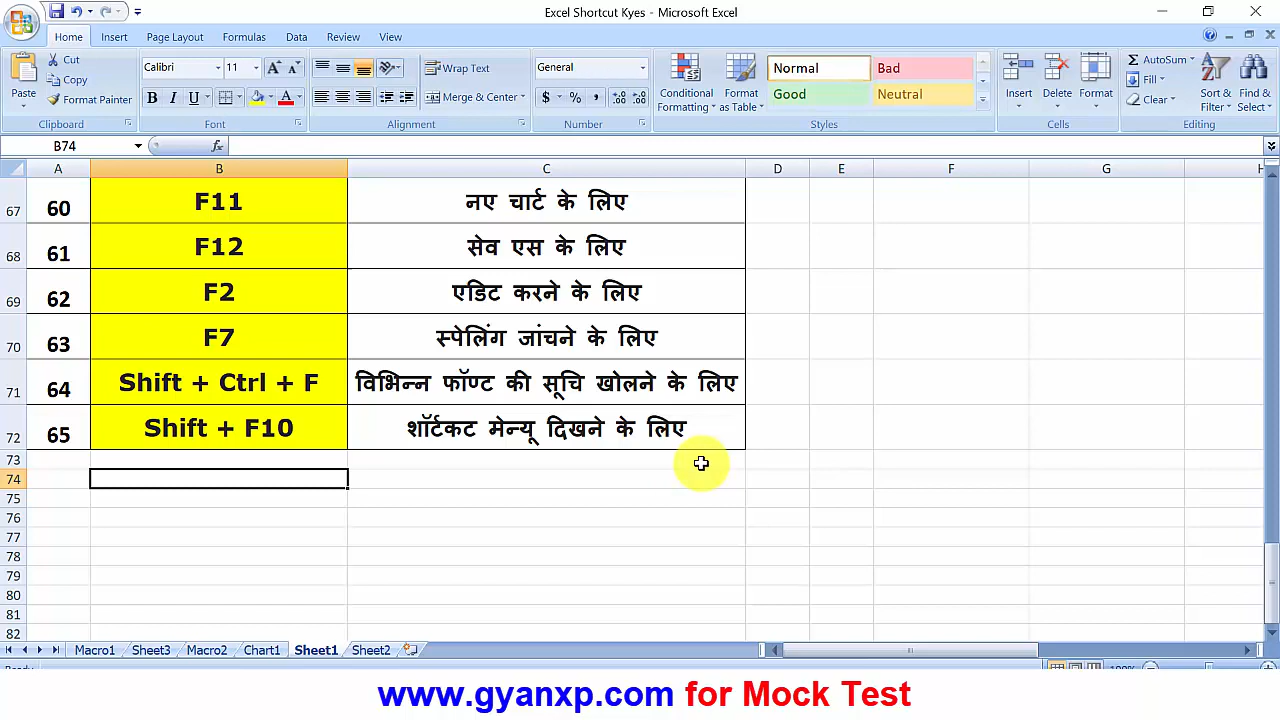 Excel Shortcut Kyes - Microsoft Excel
Home Insert Page Layout Formulas Data Review View
Paste Cut Copy Format Painter Clipboard
Calibri 11 B I U A Font
Wrap Text Merge & Center Alignment
General $ % , Number
Conditional Formatting Format as Table Normal Bad Good Neutral Styles
Insert Delete Format Cells
AutoSum Fill Clear Sort & Filter Find & Select Editing
B74 fx
A B C D E F G H
67 60 F11 नए चार्ट के लिए
68 61 F12 सेव एस के लिए
69 62 F2 एडिट करने के लिए
70 63 F7 स्पेलिंग जांचने के लिए
71 64 Shift + Ctrl + F विभिन्न फॉण्ट की सूचि खोलने के लिए
72 65 Shift + F10 शॉर्टकट मेन्यू दिखने के लिए
73
74
75
76
77
78
79
80
81
82
Macro1 Sheet3 Macro2 Chart1 Sheet1 Sheet2
www.gyanxp.com for Mock Test